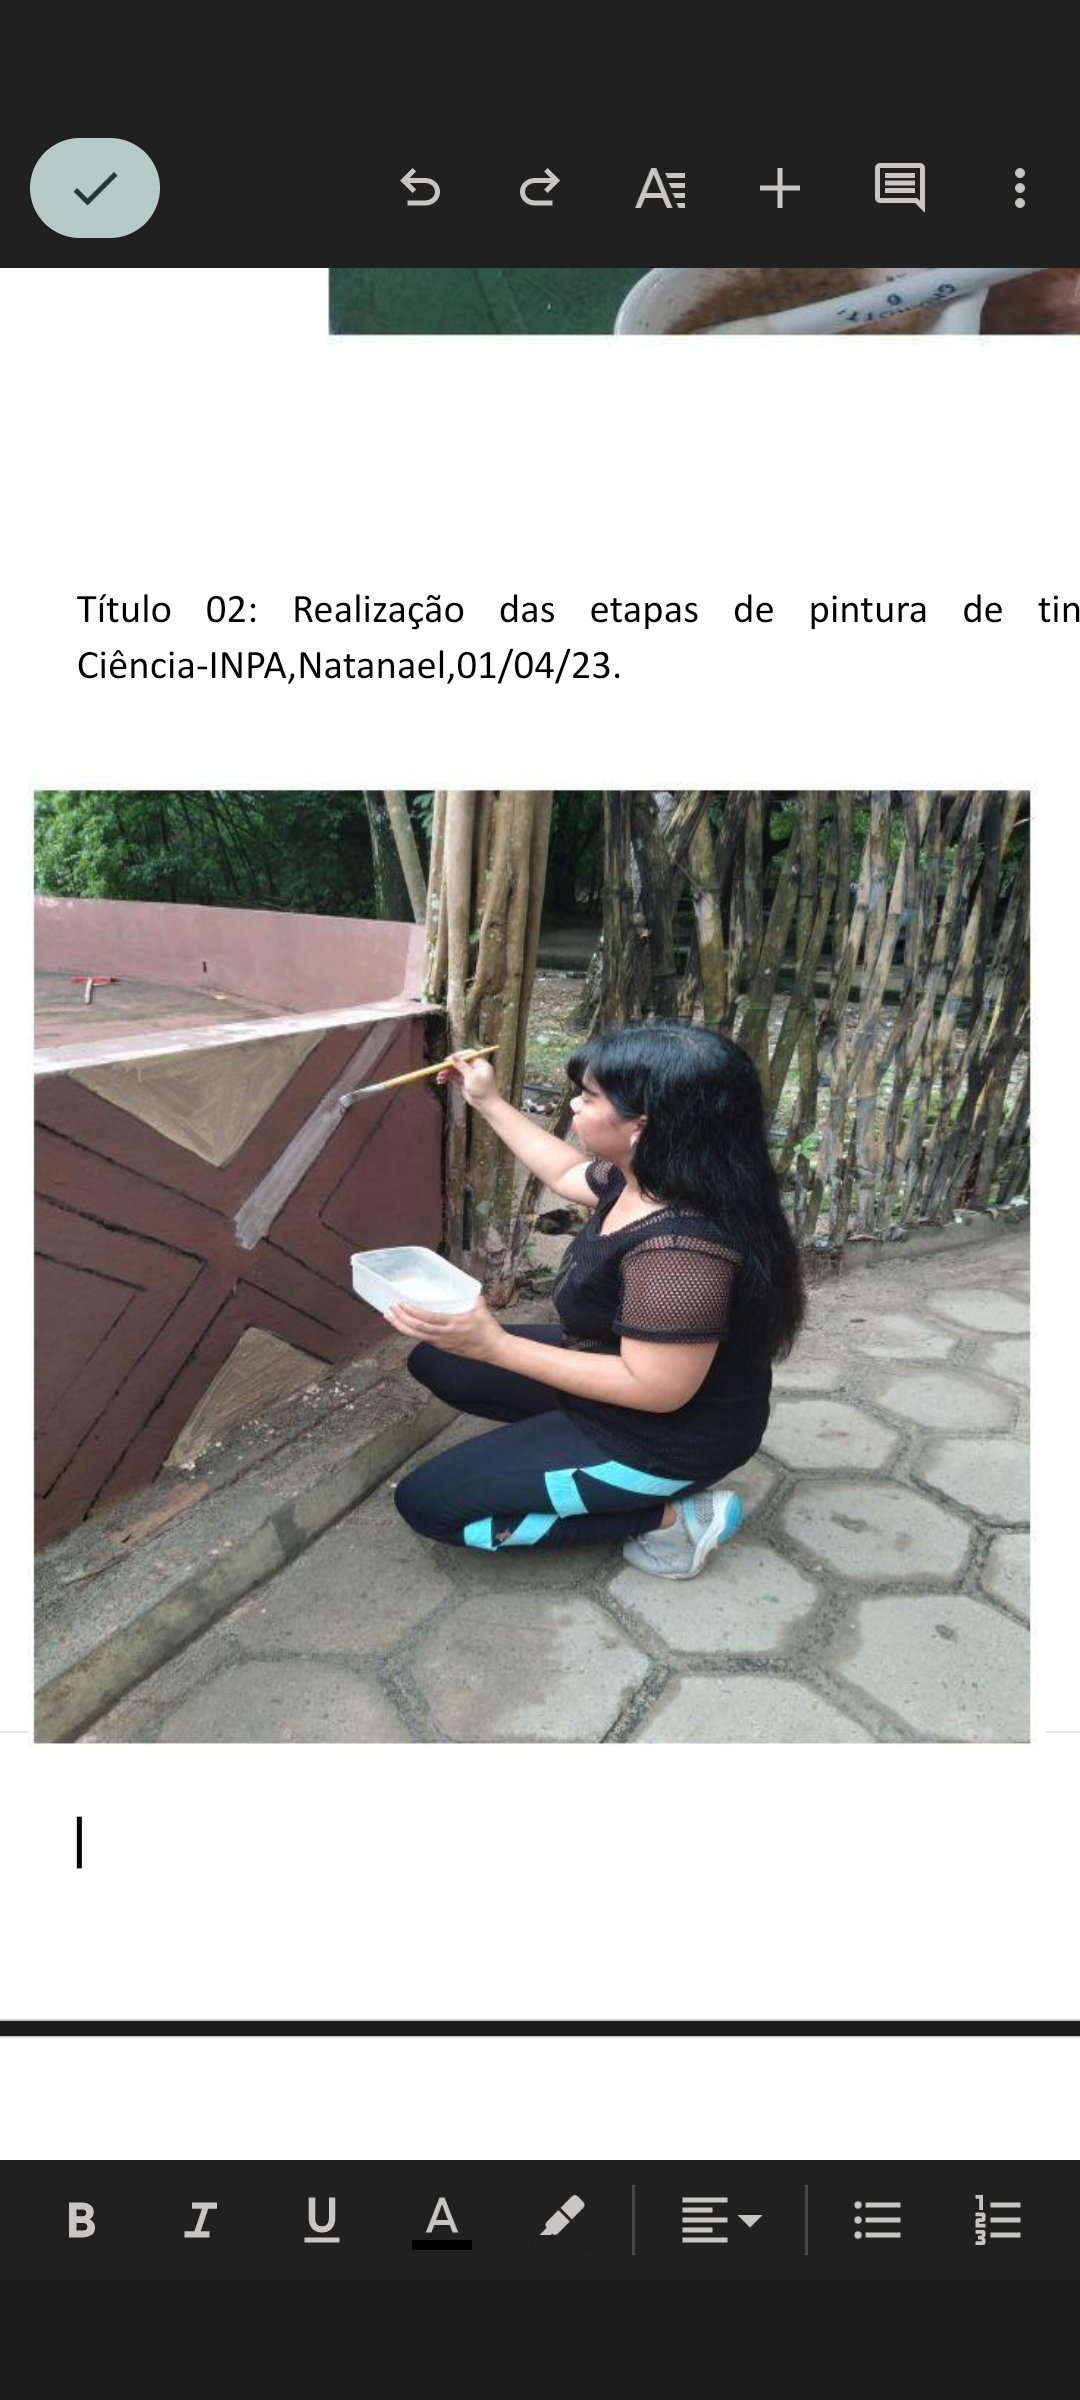 Título 02: Realização das etapas de pintura de tin
Ciência-INPA,Natanael,01/04/23.